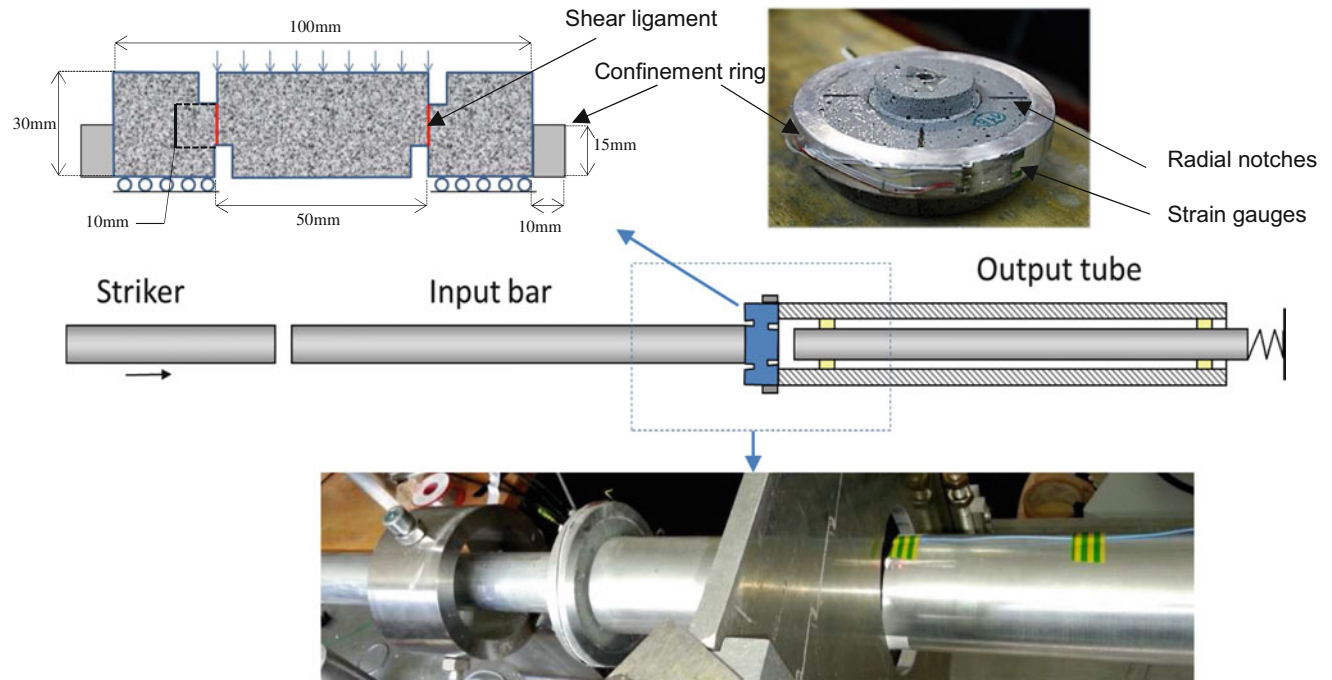 100mm
Shear ligament
Confinement ring
30mm
15mm
Radial notches
10mm
50mm
10mm
Strain gauges
Striker
Input bar
Output tube